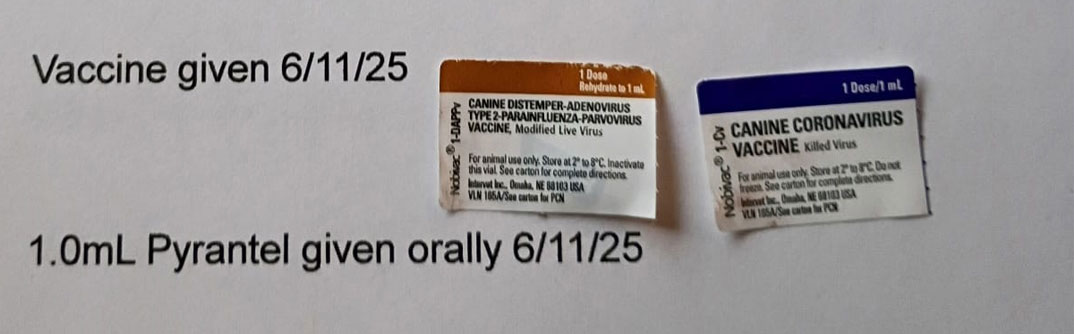 Vaccine given 6/11/25
1 Dose
Rehydrate to 1 mL
Nobivac® 1-DAPPv
CANINE DISTEMPER-ADENOVIRUS
TYPE 2-PARAINFLUENZA-PARVOVIRUS
VACCINE, Modified Live Virus
For animal use only. Store at 2° to 8°C. Inactivate
this vial. See carton for complete directions.
Intervet Inc., Omaha, NE 68103 USA
VLN 165A/See carton for PCN
1 Dose/1 mL
Nobivac® 1-Cv
CANINE CORONAVIRUS
VACCINE, Killed Virus
For animal use only. Store at 2° to 8°C. Do not
freeze. See carton for complete directions.
Intervet Inc., Omaha, NE 68103 USA
VLN 165A/See carton for PCN
1.0mL Pyrantel given orally 6/11/25